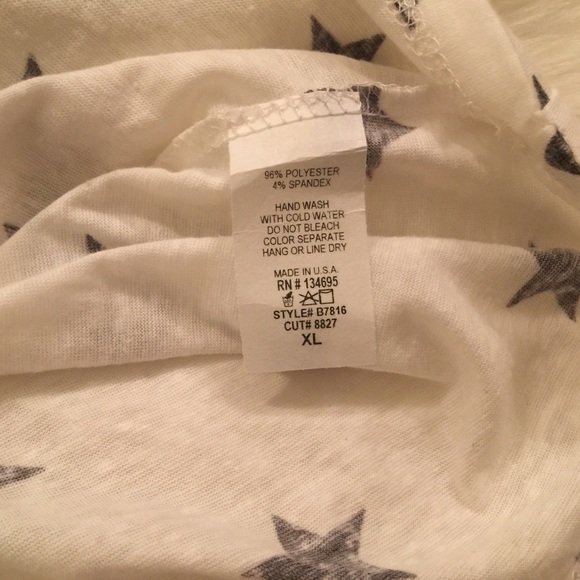 96% POLYESTER
4% SPANDEX
HAND WASH
WITH COLD WATER
DO NOT BLEACH
COLOR SEPARATE
HANG OR LINE DRY
MADE IN U.S.A.
RN # 134695
STYLE# B7816
CUT# 8827
XL